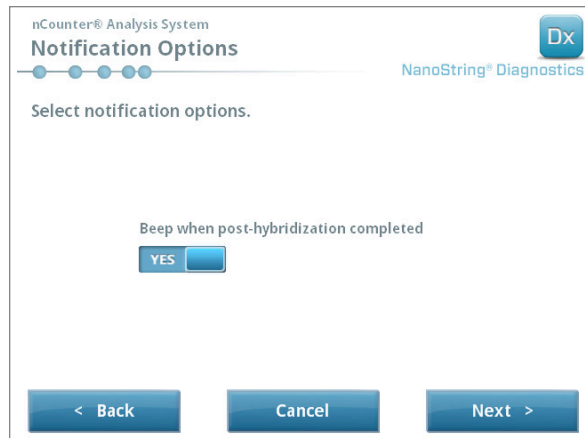 nCounter® Analysis System
Notification Options
Dx
NanoString® Diagnostics
Select notification options.
Beep when post-hybridization completed
YES
< Back
Cancel
Next >